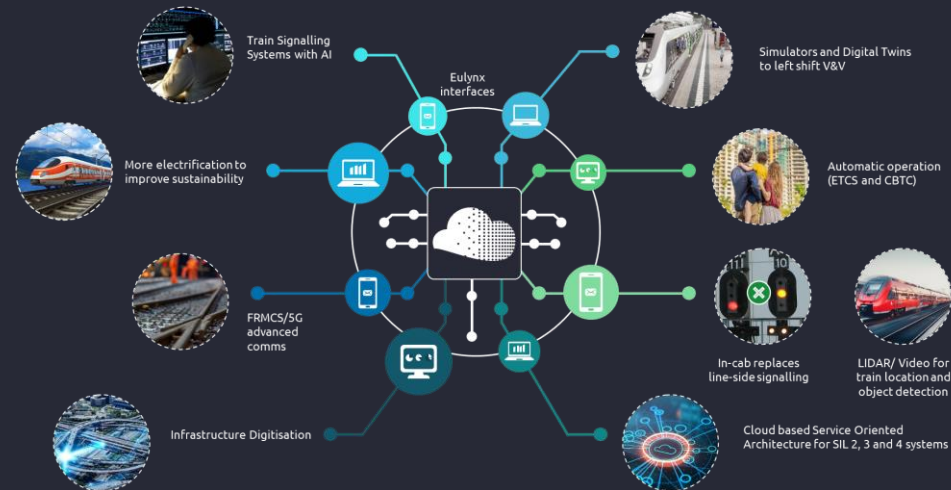 Train Signalling
Systems with AI
Eulynx
interfaces
Simulators and Digital Twins
to left shift V&V
More electrification to
improve sustainability
Automatic operation
(ETCS and CBTC)
FRMCS/5G
advanced
comms
11
10
In-cab replaces
line-side signalling
LIDAR/ Video for
train location and
object detection
Infrastructure Digitisation
Cloud based Service Oriented
Architecture for SIL 2, 3 and 4 systems